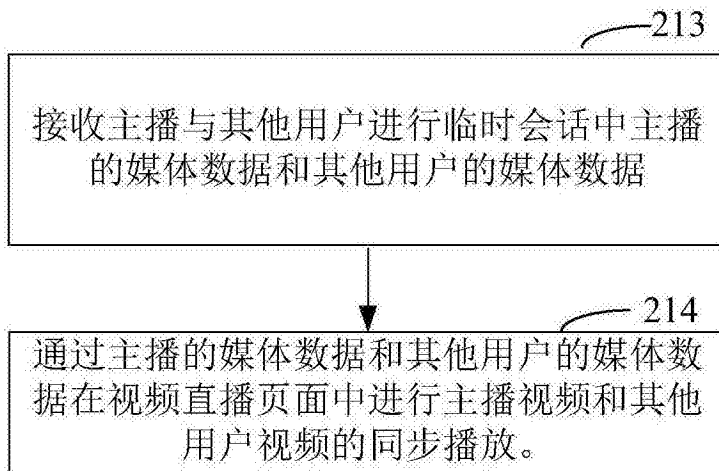 213
接收主播与其他用户进行临时会话中主播
的媒体数据和其他用户的媒体数据
214
通过主播的媒体数据和其他用户的媒体数
据在视频直播页面中进行主播视频和其他
用户视频的同步播放。